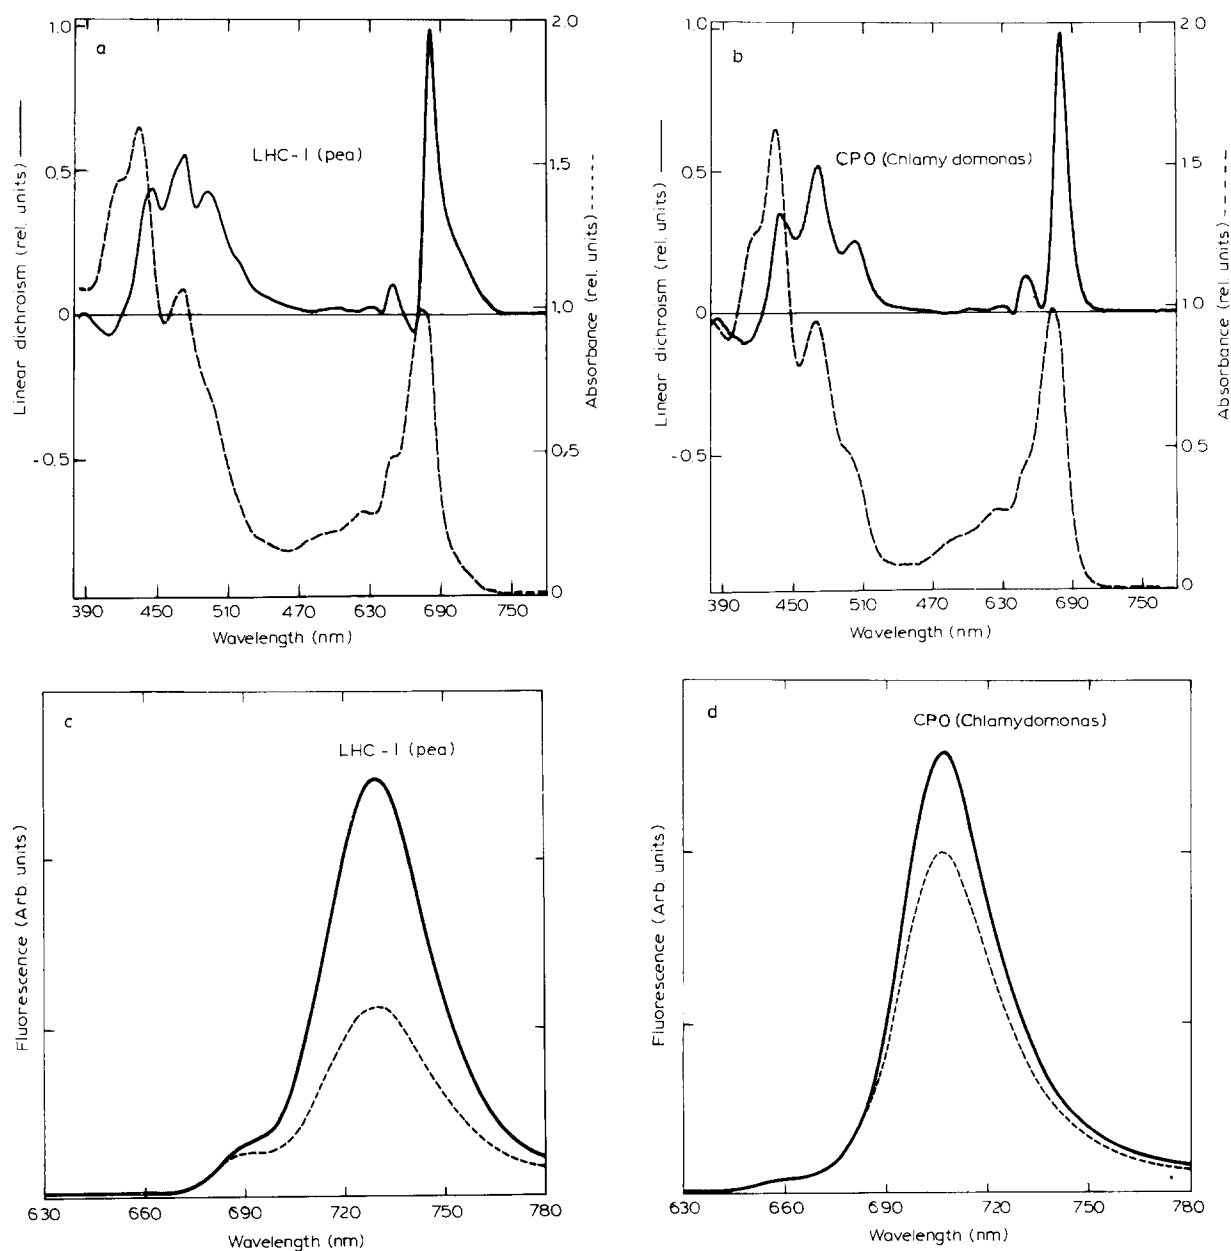 a
LHC-I (pea)
1.0
0.5
0
-0.5
Linear dichroism (rel. units)
2.0
1.5
1.0
0,5
0
Absorbance (rel. units)
390 450 510 470 630 690 750
Wavelength (nm)
b
CPO (Chlamydomonas)
1.0
0.5
0
-0.5
Linear dichroism (rel. units)
2.0
1.5
1.0
0.5
0
Absorbance (rel. units)
390 450 510 470 630 690 750
Wavelength (nm)
c
LHC-I (pea)
Fluorescence (Arb units)
630 660 690 720 750 780
Wavelength (nm)
d
CPO (Chlamydomonas)
Fluorescence (Arb. units)
630 660 690 720 750 780
Wavelength (nm)